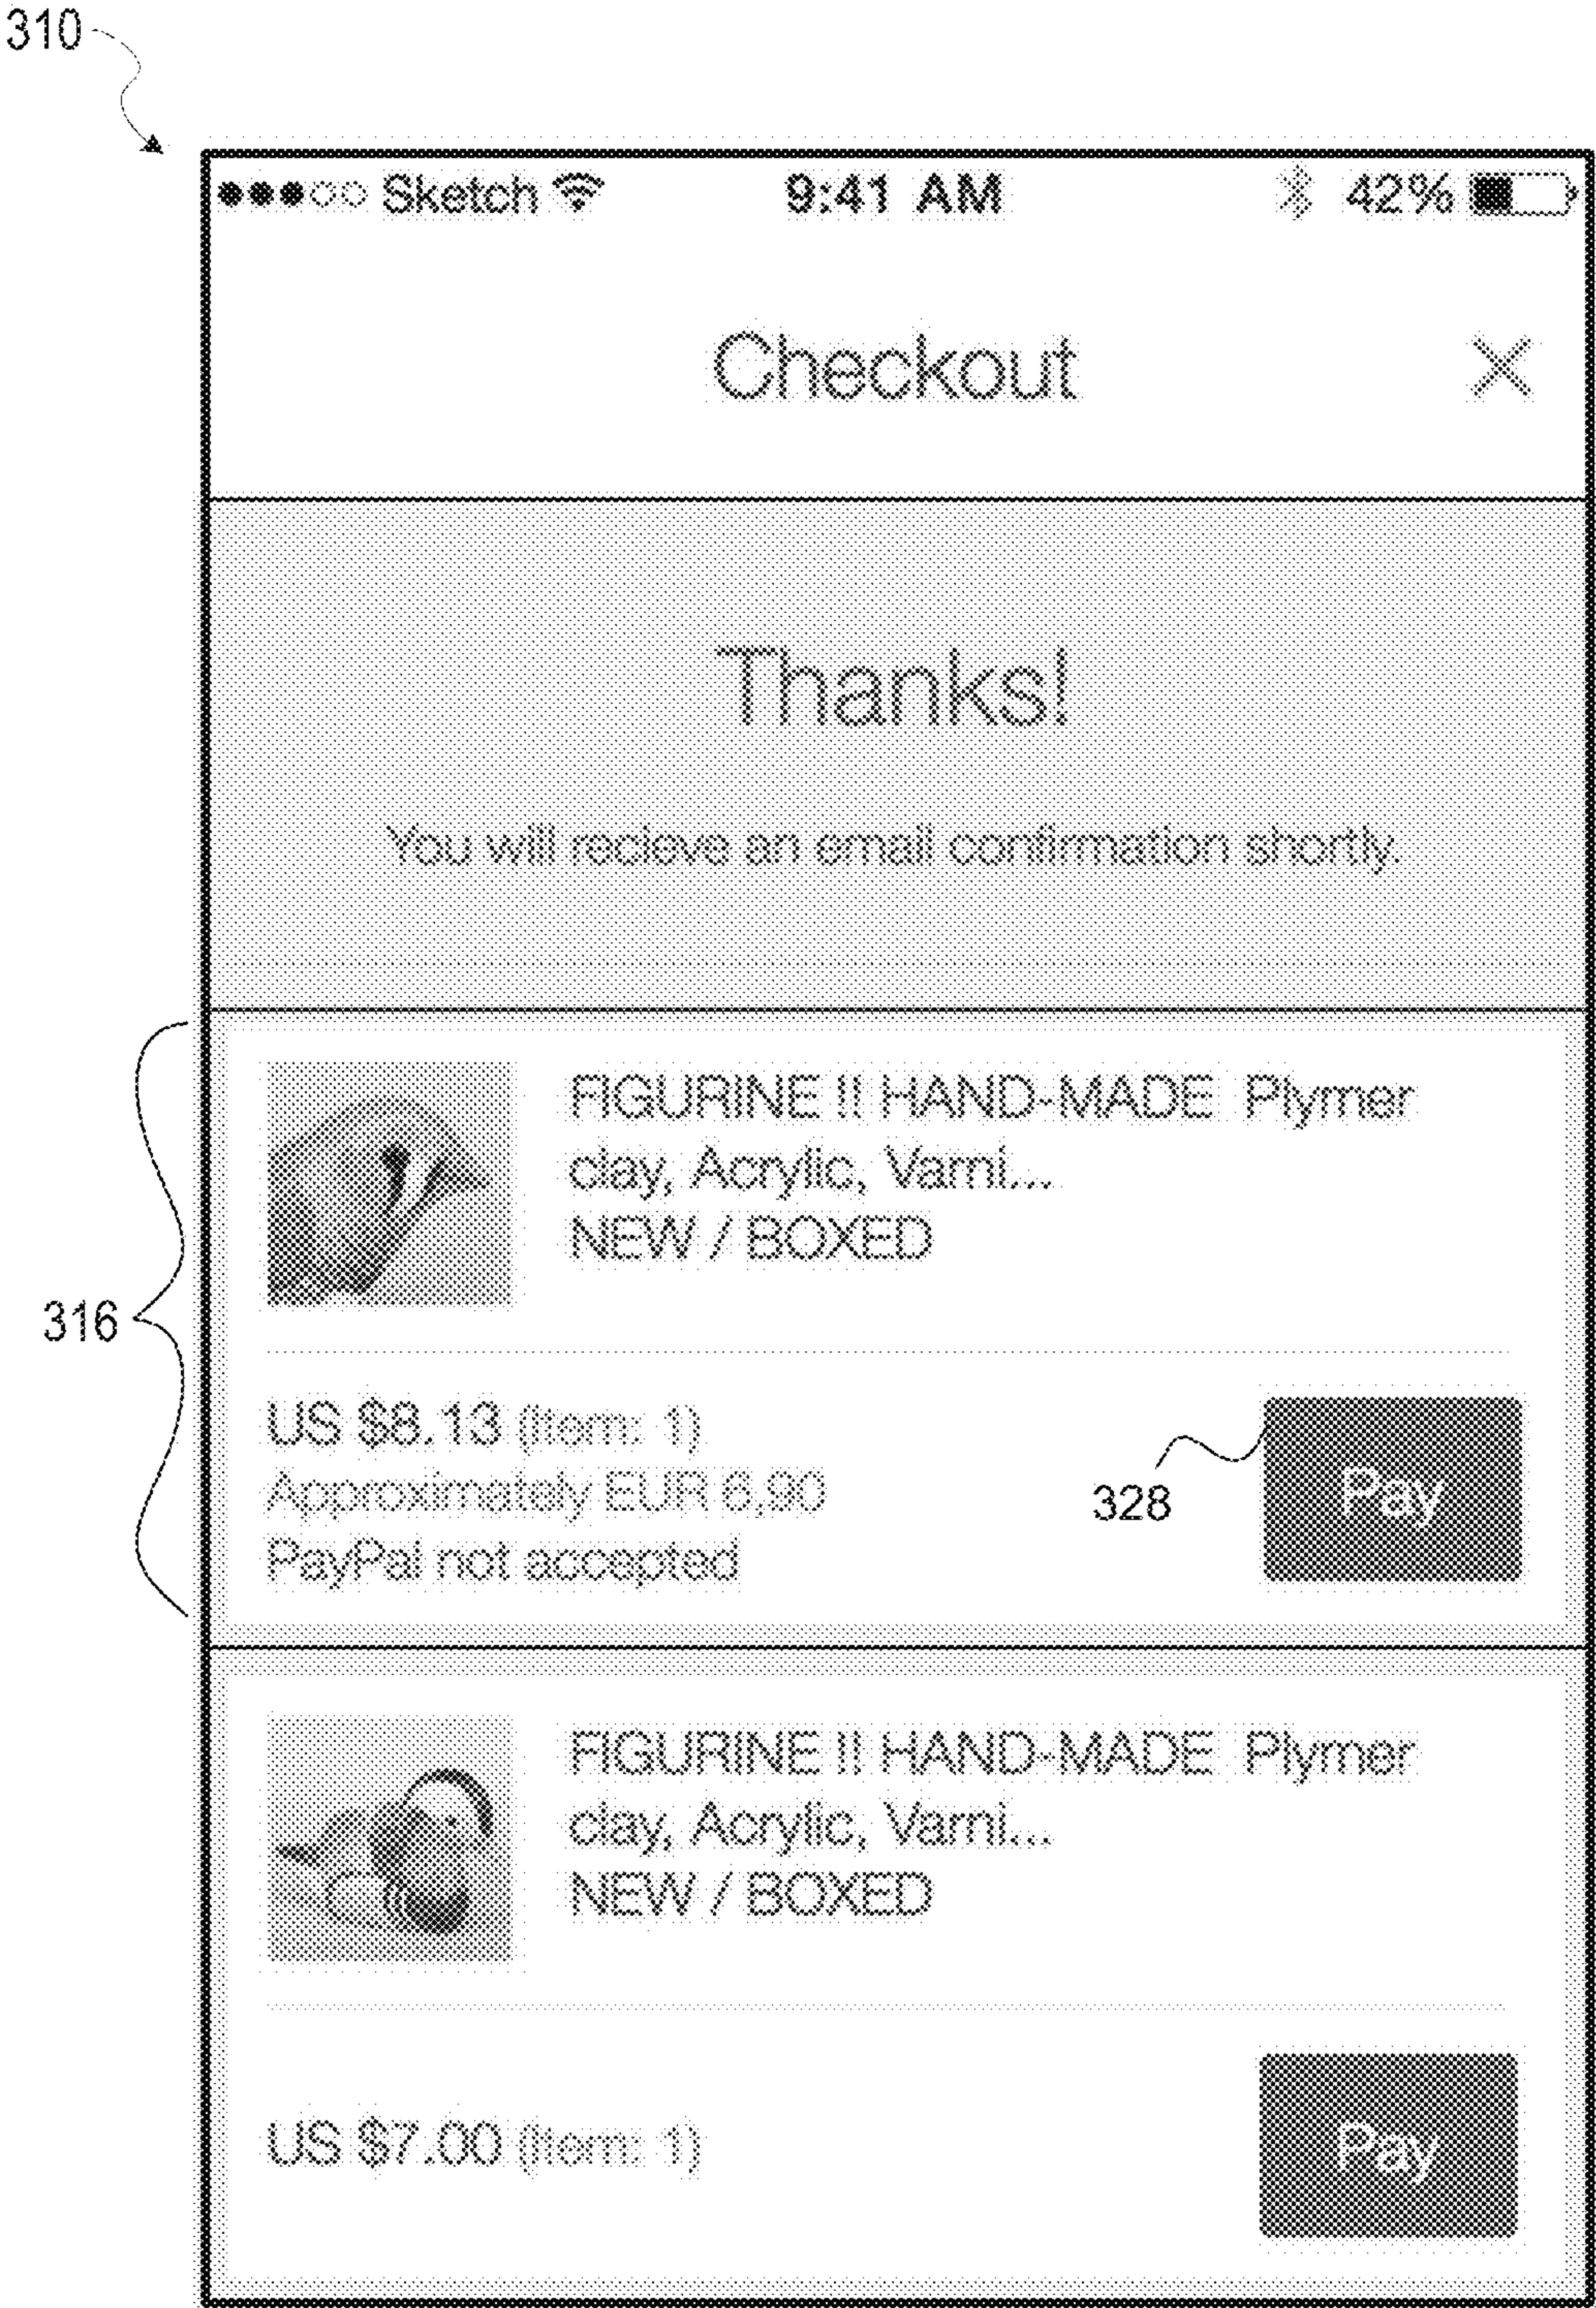 310
Sketch 9:41 AM 42%
Checkout
Thanks!
You will recieve an email confirmation shortly.
316
FIGURINE !! HAND-MADE Plymer
clay, Acrylic, Varni...
NEW / BOXED
US $8.13 (item: 1)
Approximately EUR 6,90
PayPal not accepted
328
Pay
FIGURINE !! HAND-MADE Plymer
clay, Acrylic, Varni...
NEW / BOXED
US $7.00 (item: 1)
Pay